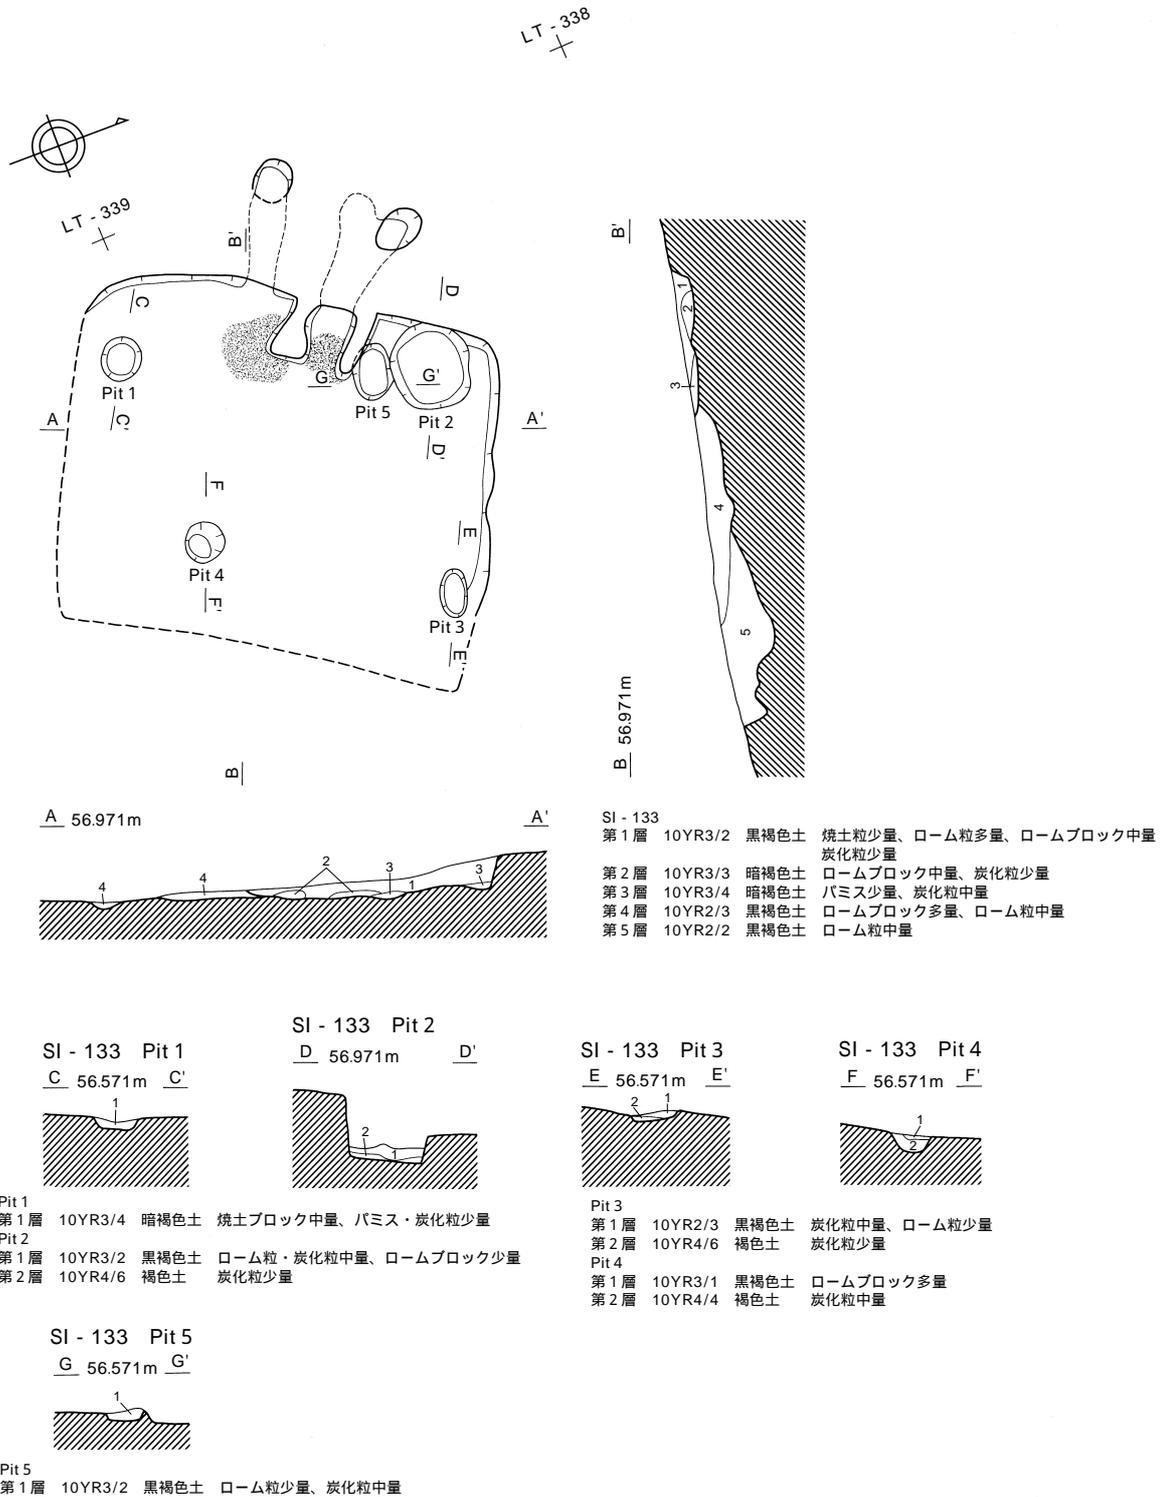 LT - 338
LT - 339
B'
B'
D
C
Pit 1
G
G'
Pit 5
Pit 2
A
C'
A'
D'
F
E
3
1
2
4
5
Pit 4
F'
Pit 3
E'
B
B 56.971m
A 56.971m A'
4
4
2
3
1
3
SI - 133
第1層 10YR3/2 黒褐色土 焼土粒少量、ローム粒多量、ロームブロック中量
炭化粒少量
第2層 10YR3/3 暗褐色土 ロームブロック中量、炭化粒少量
第3層 10YR3/4 暗褐色土 パミス少量、炭化粒中量
第4層 10YR2/3 黒褐色土 ロームブロック多量、ローム粒中量
第5層 10YR2/2 黒褐色土 ローム粒中量
SI - 133 Pit 1
C 56.571m C'
1
SI - 133 Pit 2
D 56.971m D'
2
1
SI - 133 Pit 3
E 56.571m E'
2
1
SI - 133 Pit 4
F 56.571m F'
1
2
Pit 1
第1層 10YR3/4 暗褐色土 焼土ブロック中量、パミス・炭化粒少量
Pit 2
第1層 10YR3/2 黒褐色土 ローム粒・炭化粒中量、ロームブロック少量
第2層 10YR4/6 褐色土 炭化粒少量
Pit 3
第1層 10YR2/3 黒褐色土 炭化粒中量、ローム粒少量
第2層 10YR4/6 褐色土 炭化粒少量
Pit 4
第1層 10YR3/1 黒褐色土 ロームブロック多量
第2層 10YR4/4 褐色土 炭化粒中量
SI - 133 Pit 5
G 56.571m G'
1
Pit 5
第1層 10YR3/2 黒褐色土 ローム粒少量、炭化粒中量